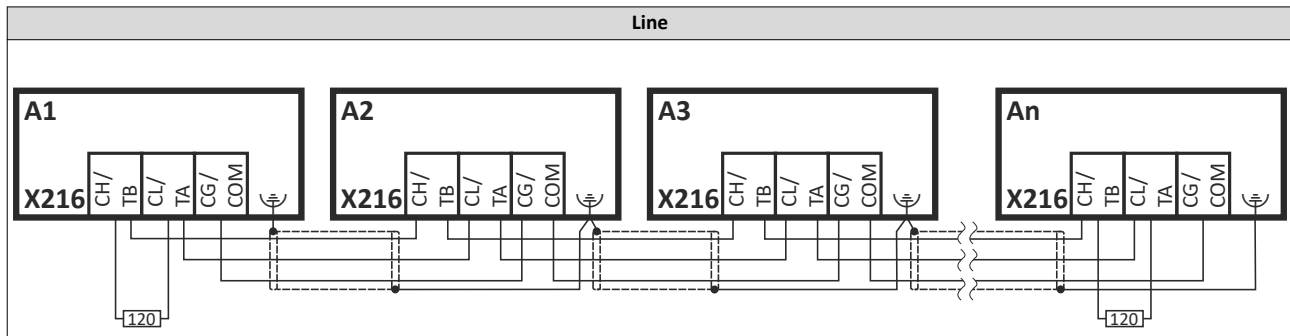 Line
A1
X216
CH/
TB
CL/
TA
CG/
COM
120
A2
X216
CH/
TB
CL/
TA
CG/
COM
A3
X216
CH/
TB
CL/
TA
CG/
COM
An
X216
CH/
TB
CL/
TA
CG/
COM
120